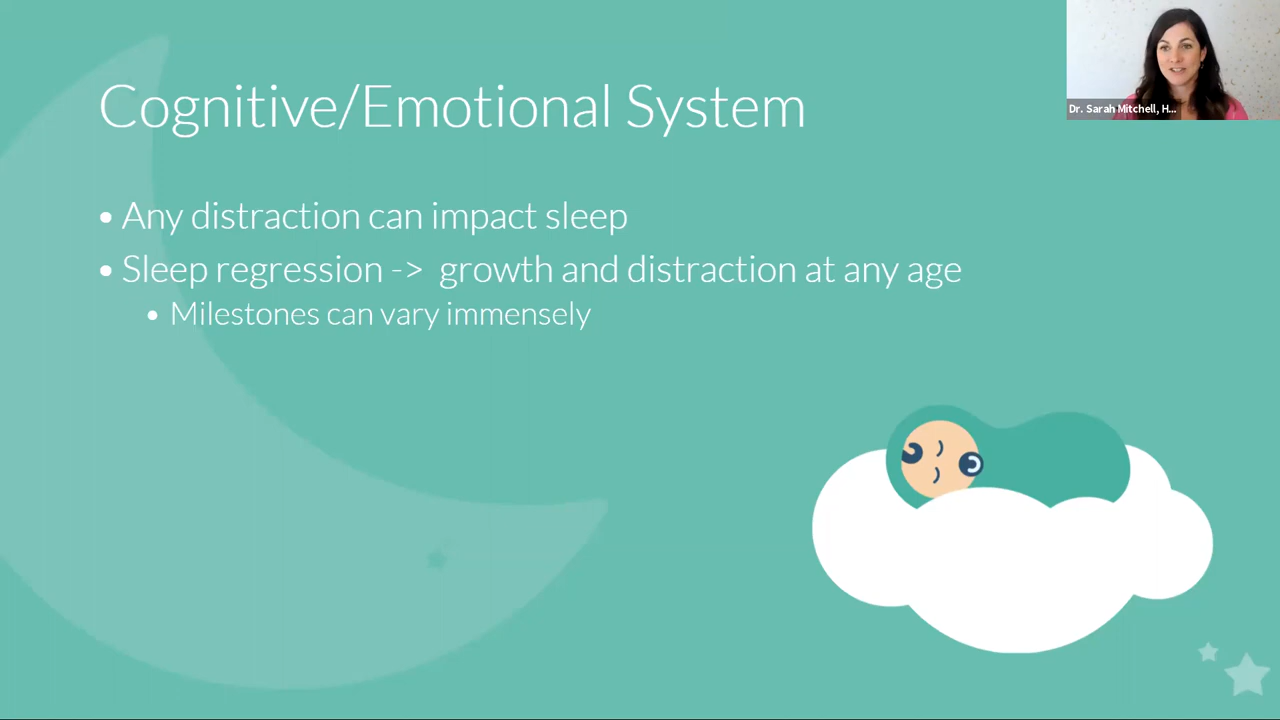 Cognitive/Emotional System
Dr. Sarah Mitchell, H...
• Any distraction can impact sleep
• Sleep regression -> growth and distraction at any age
• Milestones can vary immensely